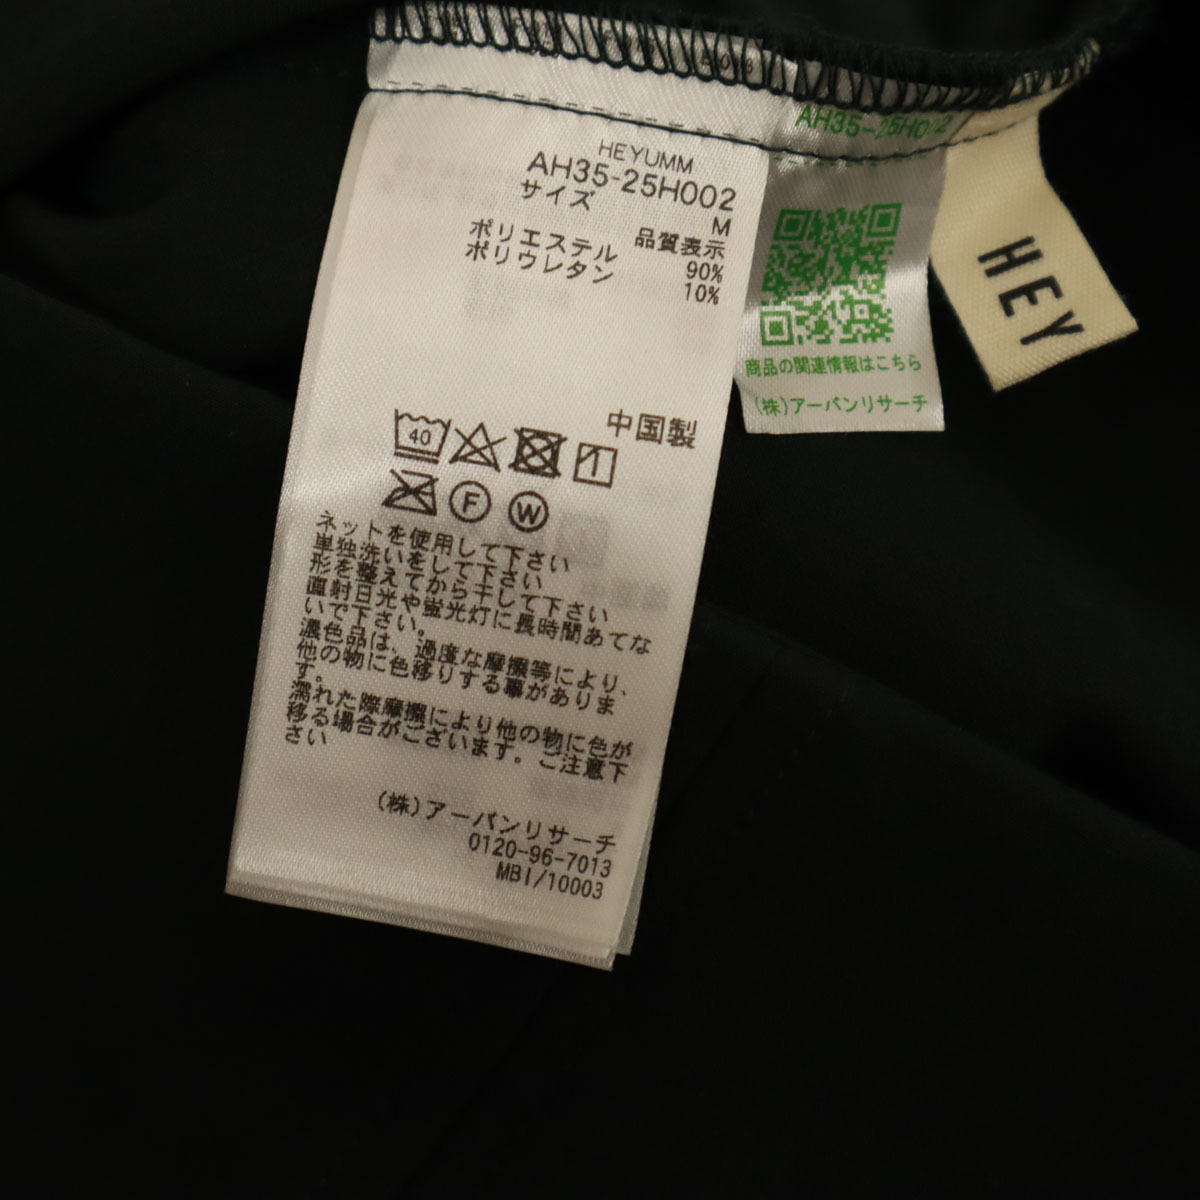 HEYUMM
AH35-25H002
サイズ
M
品質表示
ポリエステル 90%
ポリウレタン 10%
中国製
40
F W
ネットを使用して下さい
単独洗いをして下さい
形を整えてから干して下さい
直射日光や蛍光灯に長時間あてな
いで下さい。
濃色品は、過度な摩擦等により、
他の物に色移りする事がありま
す。
濡れた際摩擦により他の物に色が
移る場合がございます。ご注意下
さい
(株)アーバンリサーチ
0120-96-7013
MBI/10003
AH35-25H002
商品の関連情報はこちら
(株)アーバンリサーチ
HEY